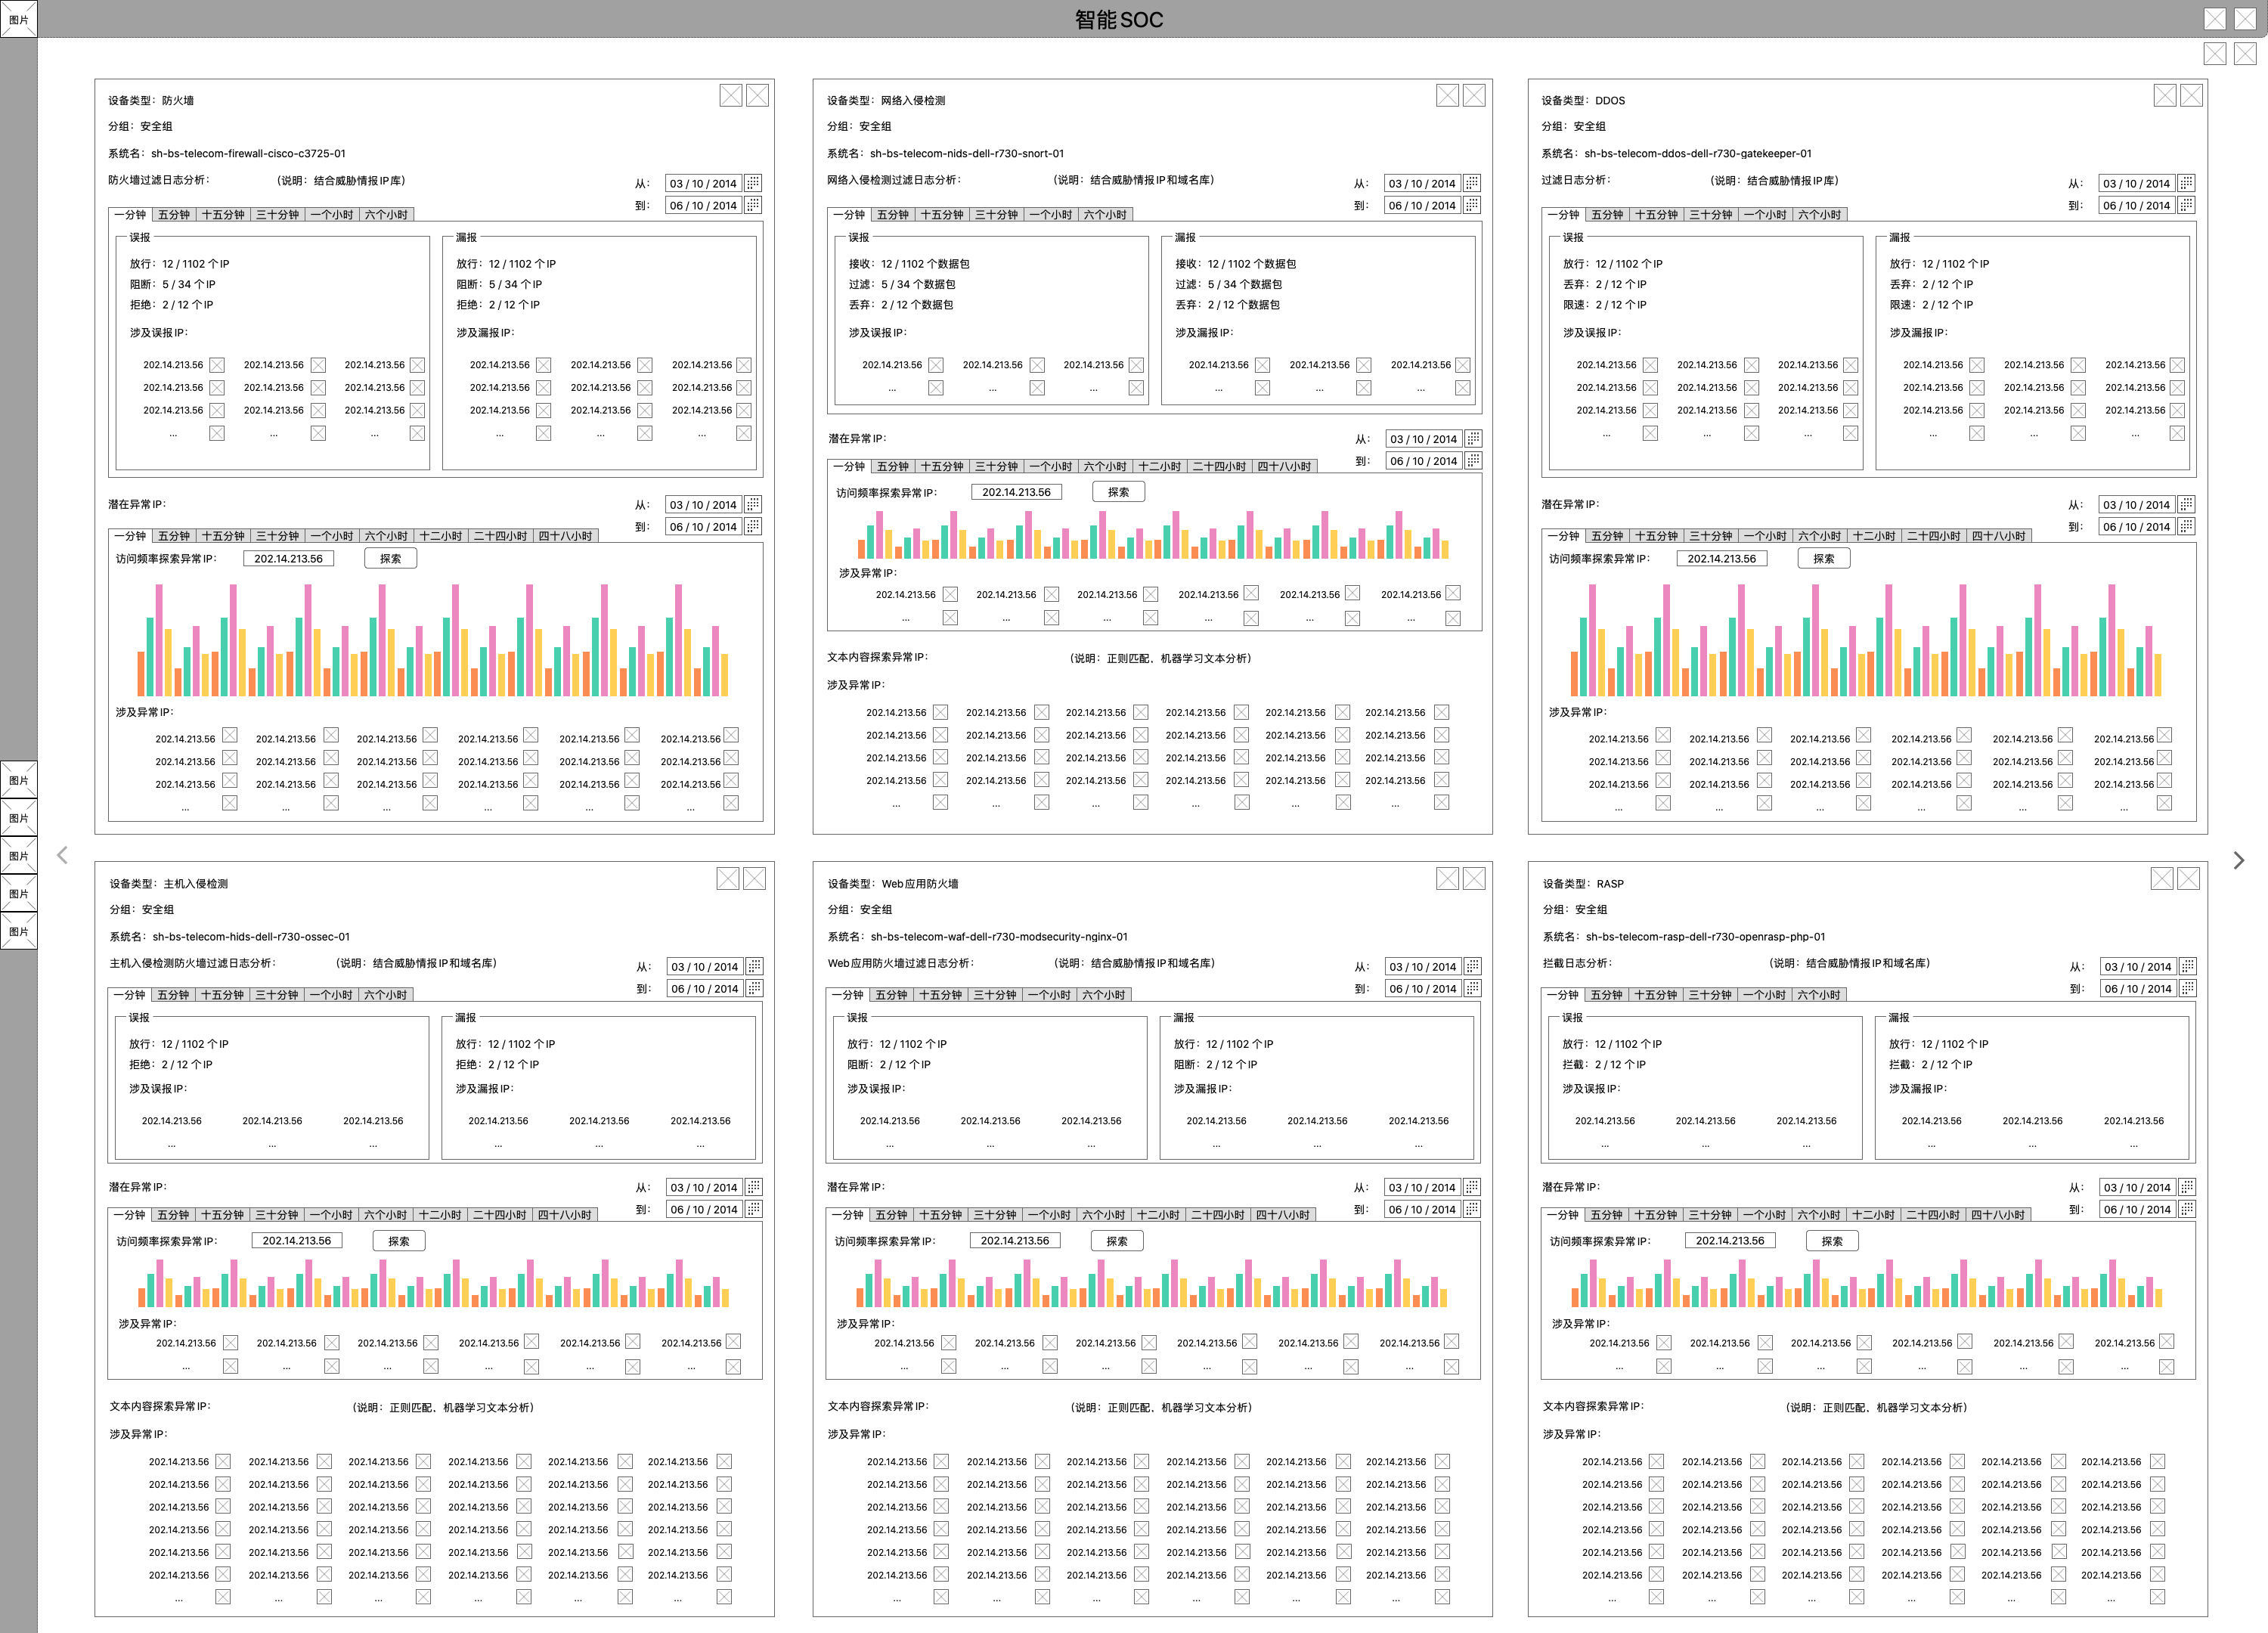 图片
智能SOC
设备类型：防火墙
分组：安全组
系统名：sh-bs-telecom-firewall-cisco-c3725-01
防火墙过滤日志分析： （说明：结合威胁情报IP库）
从： 03 / 10 / 2014
到： 06 / 10 / 2014
一分钟 五分钟 十五分钟 三十分钟 一个小时 六个小时
误报
放行：12 / 1102 个IP
阻断：5 / 34 个IP
拒绝：2 / 12 个IP
涉及误报IP：
202.14.213.56 202.14.213.56 202.14.213.56
202.14.213.56 202.14.213.56 202.14.213.56
202.14.213.56 202.14.213.56 202.14.213.56
... ... ...
漏报
放行：12 / 1102 个IP
阻断：5 / 34 个IP
拒绝：2 / 12 个IP
涉及漏报IP：
202.14.213.56 202.14.213.56 202.14.213.56
202.14.213.56 202.14.213.56 202.14.213.56
202.14.213.56 202.14.213.56 202.14.213.56
... ... ...
潜在异常IP：
从： 03 / 10 / 2014
到： 06 / 10 / 2014
一分钟 五分钟 十五分钟 三十分钟 一个小时 六个小时 十二小时 二十四小时 四十八小时
访问频率探索异常IP： 202.14.213.56 探索
涉及异常IP：
202.14.213.56 202.14.213.56 202.14.213.56 202.14.213.56 202.14.213.56 202.14.213.56
202.14.213.56 202.14.213.56 202.14.213.56 202.14.213.56 202.14.213.56 202.14.213.56
202.14.213.56 202.14.213.56 202.14.213.56 202.14.213.56 202.14.213.56 202.14.213.56
... ... ... ... ... ...
设备类型：网络入侵检测
分组：安全组
系统名：sh-bs-telecom-nids-dell-r730-snort-01
网络入侵检测过滤日志分析： （说明：结合威胁情报IP和域名库）
从： 03 / 10 / 2014
到： 06 / 10 / 2014
一分钟 五分钟 十五分钟 三十分钟 一个小时 六个小时
误报
接收：12 / 1102 个数据包
过滤：5 / 34 个数据包
丢弃：2 / 12 个数据包
涉及误报IP：
202.14.213.56 202.14.213.56 202.14.213.56
... ... ...
漏报
接收：12 / 1102 个数据包
过滤：5 / 34 个数据包
丢弃：2 / 12 个数据包
涉及漏报IP：
202.14.213.56 202.14.213.56 202.14.213.56
... ... ...
潜在异常IP：
从： 03 / 10 / 2014
到： 06 / 10 / 2014
一分钟 五分钟 十五分钟 三十分钟 一个小时 六个小时 十二小时 二十四小时 四十八小时
访问频率探索异常IP： 202.14.213.56 探索
涉及异常IP：
202.14.213.56 202.14.213.56 202.14.213.56 202.14.213.56 202.14.213.56 202.14.213.56
... ... ... ... ... ...
文本内容探索异常IP： （说明：正则匹配，机器学习文本分析）
涉及异常IP：
202.14.213.56 202.14.213.56 202.14.213.56 202.14.213.56 202.14.213.56 202.14.213.56
202.14.213.56 202.14.213.56 202.14.213.56 202.14.213.56 202.14.213.56 202.14.213.56
202.14.213.56 202.14.213.56 202.14.213.56 202.14.213.56 202.14.213.56 202.14.213.56
202.14.213.56 202.14.213.56 202.14.213.56 202.14.213.56 202.14.213.56 202.14.213.56
... ... ... ... ... ...
设备类型：DDOS
分组：安全组
系统名：sh-bs-telecom-ddos-dell-r730-gatekeeper-01
过滤日志分析： （说明：结合威胁情报IP库）
从： 03 / 10 / 2014
到： 06 / 10 / 2014
一分钟 五分钟 十五分钟 三十分钟 一个小时 六个小时
误报
放行：12 / 1102 个IP
丢弃：2 / 12 个IP
限速：2 / 12 个IP
涉及误报IP：
202.14.213.56 202.14.213.56 202.14.213.56
202.14.213.56 202.14.213.56 202.14.213.56
202.14.213.56 202.14.213.56 202.14.213.56
... ... ...
漏报
放行：12 / 1102 个IP
丢弃：2 / 12 个IP
限速：2 / 12 个IP
涉及漏报IP：
202.14.213.56 202.14.213.56 202.14.213.56
202.14.213.56 202.14.213.56 202.14.213.56
202.14.213.56 202.14.213.56 202.14.213.56
... ... ...
潜在异常IP：
从： 03 / 10 / 2014
到： 06 / 10 / 2014
一分钟 五分钟 十五分钟 三十分钟 一个小时 六个小时 十二小时 二十四小时 四十八小时
访问频率探索异常IP： 202.14.213.56 探索
涉及异常IP：
202.14.213.56 202.14.213.56 202.14.213.56 202.14.213.56 202.14.213.56 202.14.213.56
202.14.213.56 202.14.213.56 202.14.213.56 202.14.213.56 202.14.213.56 202.14.213.56
202.14.213.56 202.14.213.56 202.14.213.56 202.14.213.56 202.14.213.56 202.14.213.56
... ... ... ... ... ...
图片
图片
图片
图片
图片
设备类型：主机入侵检测
分组：安全组
系统名：sh-bs-telecom-hids-dell-r730-ossec-01
主机入侵检测防火墙过滤日志分析： （说明：结合威胁情报IP和域名库）
从： 03 / 10 / 2014
到： 06 / 10 / 2014
一分钟 五分钟 十五分钟 三十分钟 一个小时 六个小时
误报
放行：12 / 1102 个IP
拒绝：2 / 12 个IP
涉及误报IP：
202.14.213.56 202.14.213.56 202.14.213.56
... ... ...
漏报
放行：12 / 1102 个IP
拒绝：2 / 12 个IP
涉及漏报IP：
202.14.213.56 202.14.213.56 202.14.213.56
... ... ...
潜在异常IP：
从： 03 / 10 / 2014
到： 06 / 10 / 2014
一分钟 五分钟 十五分钟 三十分钟 一个小时 六个小时 十二小时 二十四小时 四十八小时
访问频率探索异常IP： 202.14.213.56 探索
涉及异常IP：
202.14.213.56 202.14.213.56 202.14.213.56 202.14.213.56 202.14.213.56 202.14.213.56
... ... ... ... ... ...
文本内容探索异常IP： （说明：正则匹配，机器学习文本分析）
涉及异常IP：
202.14.213.56 202.14.213.56 202.14.213.56 202.14.213.56 202.14.213.56 202.14.213.56
202.14.213.56 202.14.213.56 202.14.213.56 202.14.213.56 202.14.213.56 202.14.213.56
202.14.213.56 202.14.213.56 202.14.213.56 202.14.213.56 202.14.213.56 202.14.213.56
202.14.213.56 202.14.213.56 202.14.213.56 202.14.213.56 202.14.213.56 202.14.213.56
202.14.213.56 202.14.213.56 202.14.213.56 202.14.213.56 202.14.213.56 202.14.213.56
202.14.213.56 202.14.213.56 202.14.213.56 202.14.213.56 202.14.213.56 202.14.213.56
... ... ... ... ... ...
设备类型：Web应用防火墙
分组：安全组
系统名：sh-bs-telecom-waf-dell-r730-modsecurity-nginx-01
Web应用防火墙过滤日志分析： （说明：结合威胁情报IP和域名库）
从： 03 / 10 / 2014
到： 06 / 10 / 2014
一分钟 五分钟 十五分钟 三十分钟 一个小时 六个小时
误报
放行：12 / 1102 个IP
阻断：2 / 12 个IP
涉及误报IP：
202.14.213.56 202.14.213.56 202.14.213.56
... ... ...
漏报
放行：12 / 1102 个IP
阻断：2 / 12 个IP
涉及漏报IP：
202.14.213.56 202.14.213.56 202.14.213.56
... ... ...
潜在异常IP：
从： 03 / 10 / 2014
到： 06 / 10 / 2014
一分钟 五分钟 十五分钟 三十分钟 一个小时 六个小时 十二小时 二十四小时 四十八小时
访问频率探索异常IP： 202.14.213.56 探索
涉及异常IP：
202.14.213.56 202.14.213.56 202.14.213.56 202.14.213.56 202.14.213.56 202.14.213.56
... ... ... ... ... ...
文本内容探索异常IP： （说明：正则匹配，机器学习文本分析）
涉及异常IP：
202.14.213.56 202.14.213.56 202.14.213.56 202.14.213.56 202.14.213.56 202.14.213.56
202.14.213.56 202.14.213.56 202.14.213.56 202.14.213.56 202.14.213.56 202.14.213.56
202.14.213.56 202.14.213.56 202.14.213.56 202.14.213.56 202.14.213.56 202.14.213.56
202.14.213.56 202.14.213.56 202.14.213.56 202.14.213.56 202.14.213.56 202.14.213.56
202.14.213.56 202.14.213.56 202.14.213.56 202.14.213.56 202.14.213.56 202.14.213.56
202.14.213.56 202.14.213.56 202.14.213.56 202.14.213.56 202.14.213.56 202.14.213.56
... ... ... ... ... ...
设备类型：RASP
分组：安全组
系统名：sh-bs-telecom-rasp-dell-r730-openrasp-php-01
拦截日志分析： （说明：结合威胁情报IP和域名库）
从： 03 / 10 / 2014
到： 06 / 10 / 2014
一分钟 五分钟 十五分钟 三十分钟 一个小时 六个小时
误报
放行：12 / 1102 个IP
拦截：2 / 12 个IP
涉及误报IP：
202.14.213.56 202.14.213.56 202.14.213.56
... ... ...
漏报
放行：12 / 1102 个IP
拦截：2 / 12 个IP
涉及漏报IP：
202.14.213.56 202.14.213.56 202.14.213.56
... ... ...
潜在异常IP：
从： 03 / 10 / 2014
到： 06 / 10 / 2014
一分钟 五分钟 十五分钟 三十分钟 一个小时 六个小时 十二小时 二十四小时 四十八小时
访问频率探索异常IP： 202.14.213.56 探索
涉及异常IP：
202.14.213.56 202.14.213.56 202.14.213.56 202.14.213.56 202.14.213.56 202.14.213.56
... ... ... ... ... ...
文本内容探索异常IP： （说明：正则匹配，机器学习文本分析）
涉及异常IP：
202.14.213.56 202.14.213.56 202.14.213.56 202.14.213.56 202.14.213.56 202.14.213.56
202.14.213.56 202.14.213.56 202.14.213.56 202.14.213.56 202.14.213.56 202.14.213.56
202.14.213.56 202.14.213.56 202.14.213.56 202.14.213.56 202.14.213.56 202.14.213.56
202.14.213.56 202.14.213.56 202.14.213.56 202.14.213.56 202.14.213.56 202.14.213.56
202.14.213.56 202.14.213.56 202.14.213.56 202.14.213.56 202.14.213.56 202.14.213.56
202.14.213.56 202.14.213.56 202.14.213.56 202.14.213.56 202.14.213.56 202.14.213.56
... ... ... ... ... ...